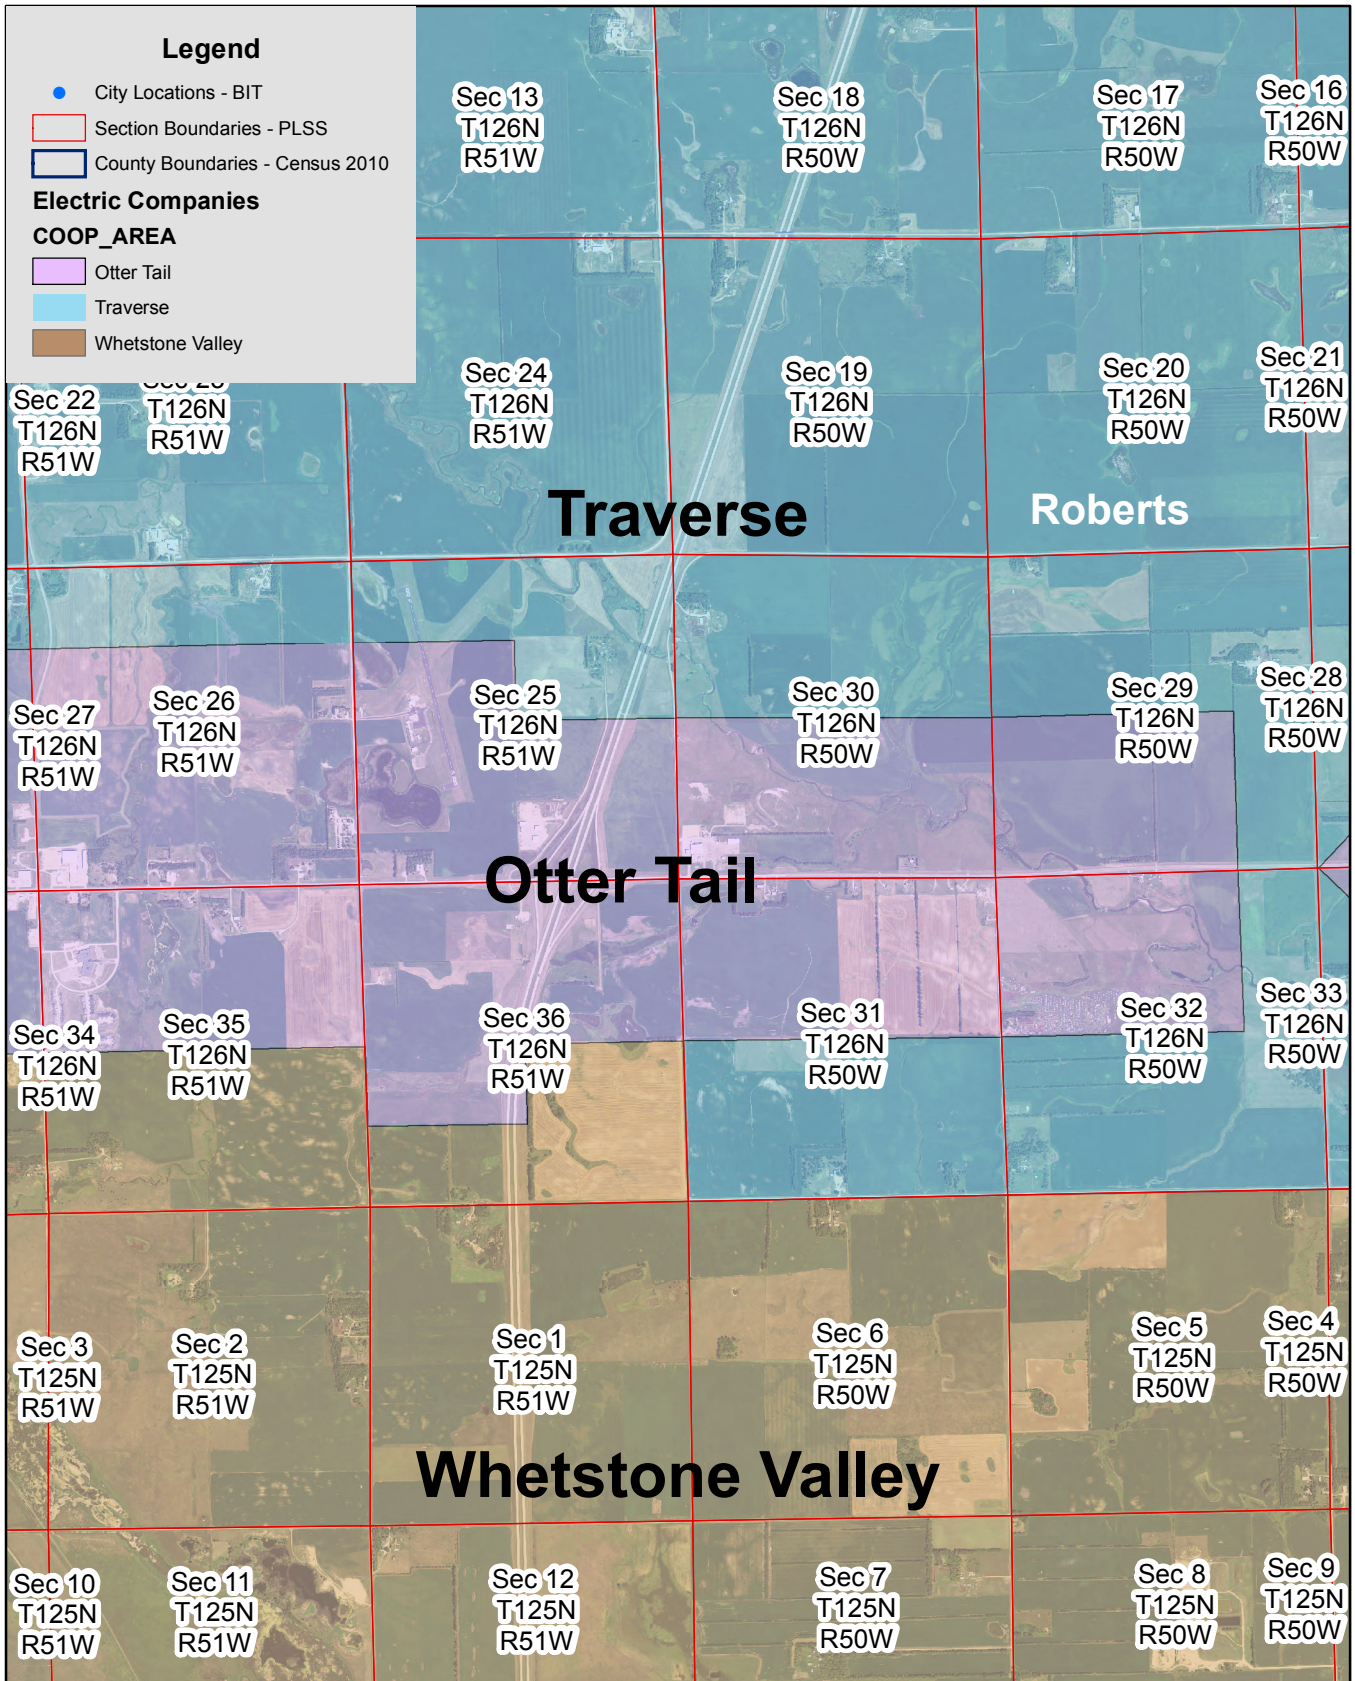 Legend
City Locations - BIT
Section Boundaries - PLSS
County Boundaries - Census 2010
Electric Companies
COOP_AREA
Otter Tail
Traverse
Whetstone Valley
Sec 13
T126N
R51W
Sec 18
T126N
R50W
Sec 17
T126N
R50W
Sec 16
T126N
R50W
Sec 22
T126N
R51W
T126N
R51W
Sec 24
T126N
R51W
Sec 19
T126N
R50W
Sec 20
T126N
R50W
Sec 21
T126N
R50W
Traverse
Roberts
Sec 27
T126N
R51W
Sec 26
T126N
R51W
Sec 25
T126N
R51W
Sec 30
T126N
R50W
Sec 29
T126N
R50W
Sec 28
T126N
R50W
Otter Tail
Sec 34
T126N
R51W
Sec 35
T126N
R51W
Sec 36
T126N
R51W
Sec 31
T126N
R50W
Sec 32
T126N
R50W
Sec 33
T126N
R50W
Sec 3
T125N
R51W
Sec 2
T125N
R51W
Sec 1
T125N
R51W
Sec 6
T125N
R50W
Sec 5
T125N
R50W
Sec 4
T125N
R50W
Whetstone Valley
Sec 10
T125N
R51W
Sec 11
T125N
R51W
Sec 12
T125N
R51W
Sec 7
T125N
R50W
Sec 8
T125N
R50W
Sec 9
T125N
R50W